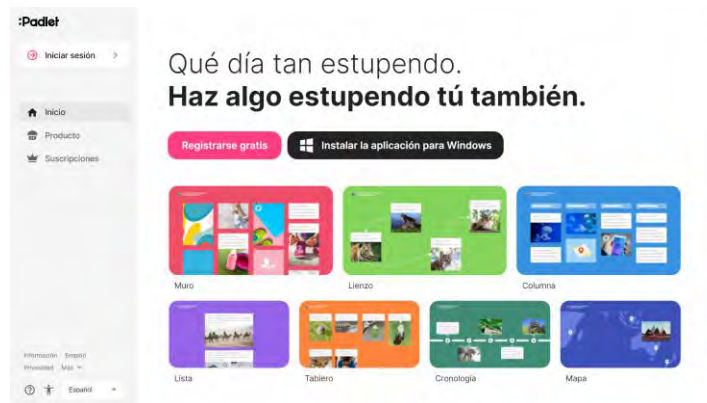 :Padlet
Iniciar sesión
Inicio
Producto
Suscripciones
Información Empleo
Privacidad Más
Español
Qué día tan estupendo.
Haz algo estupendo tú también.
Registrarse gratis
Instalar la aplicación para Windows
Muro
Lienzo
Columna
Lista
Tablero
Cronología
Mapa